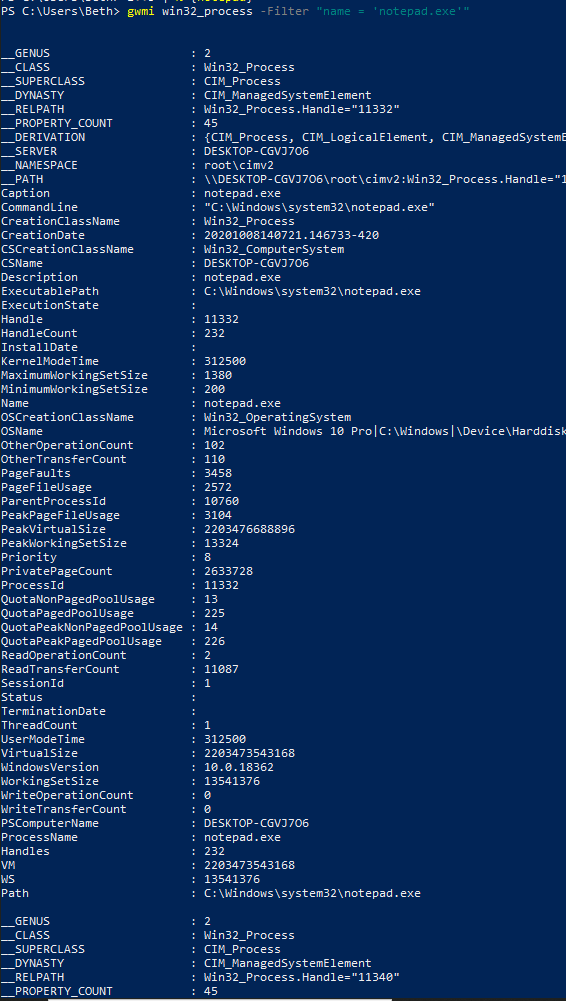 PS C:\Users\Beth> gwmi win32_process -Filter "name = 'notepad.exe'"
__GENUS : 2
__CLASS : Win32_Process
__SUPERCLASS : CIM_Process
__DYNASTY : CIM_ManagedSystemElement
__RELPATH : Win32_Process.Handle="11332"
__PROPERTY_COUNT : 45
__DERIVATION : {CIM_Process, CIM_LogicalElement, CIM_ManagedSystemE
__SERVER : DESKTOP-CGVJ7O6
__NAMESPACE : root\cimv2
__PATH : \\DESKTOP-CGVJ7O6\root\cimv2:Win32_Process.Handle="1
Caption : notepad.exe
CommandLine : "C:\Windows\system32\notepad.exe"
CreationClassName : Win32_Process
CreationDate : 20201008140721.146733-420
CSCreationClassName : Win32_ComputerSystem
CSName : DESKTOP-CGVJ7O6
Description : notepad.exe
ExecutablePath : C:\Windows\system32\notepad.exe
ExecutionState :
Handle : 11332
HandleCount : 232
InstallDate :
KernelModeTime : 312500
MaximumWorkingSetSize : 1380
MinimumWorkingSetSize : 200
Name : notepad.exe
OSCreationClassName : Win32_OperatingSystem
OSName : Microsoft Windows 10 Pro|C:\Windows|\Device\Harddisk
OtherOperationCount : 102
OtherTransferCount : 110
PageFaults : 3458
PageFileUsage : 2572
ParentProcessId : 10760
PeakPageFileUsage : 3104
PeakVirtualSize : 2203476688896
PeakWorkingSetSize : 13324
Priority : 8
PrivatePageCount : 2633728
ProcessId : 11332
QuotaNonPagedPoolUsage : 13
QuotaPagedPoolUsage : 225
QuotaPeakNonPagedPoolUsage : 14
QuotaPeakPagedPoolUsage : 226
ReadOperationCount : 2
ReadTransferCount : 11087
SessionId : 1
Status :
TerminationDate :
ThreadCount : 1
UserModeTime : 312500
VirtualSize : 2203473543168
WindowsVersion : 10.0.18362
WorkingSetSize : 13541376
WriteOperationCount : 0
WriteTransferCount : 0
PSComputerName : DESKTOP-CGVJ7O6
ProcessName : notepad.exe
Handles : 232
VM : 2203473543168
WS : 13541376
Path : C:\Windows\system32\notepad.exe
__GENUS : 2
__CLASS : Win32_Process
__SUPERCLASS : CIM_Process
__DYNASTY : CIM_ManagedSystemElement
__RELPATH : Win32_Process.Handle="11340"
__PROPERTY_COUNT : 45